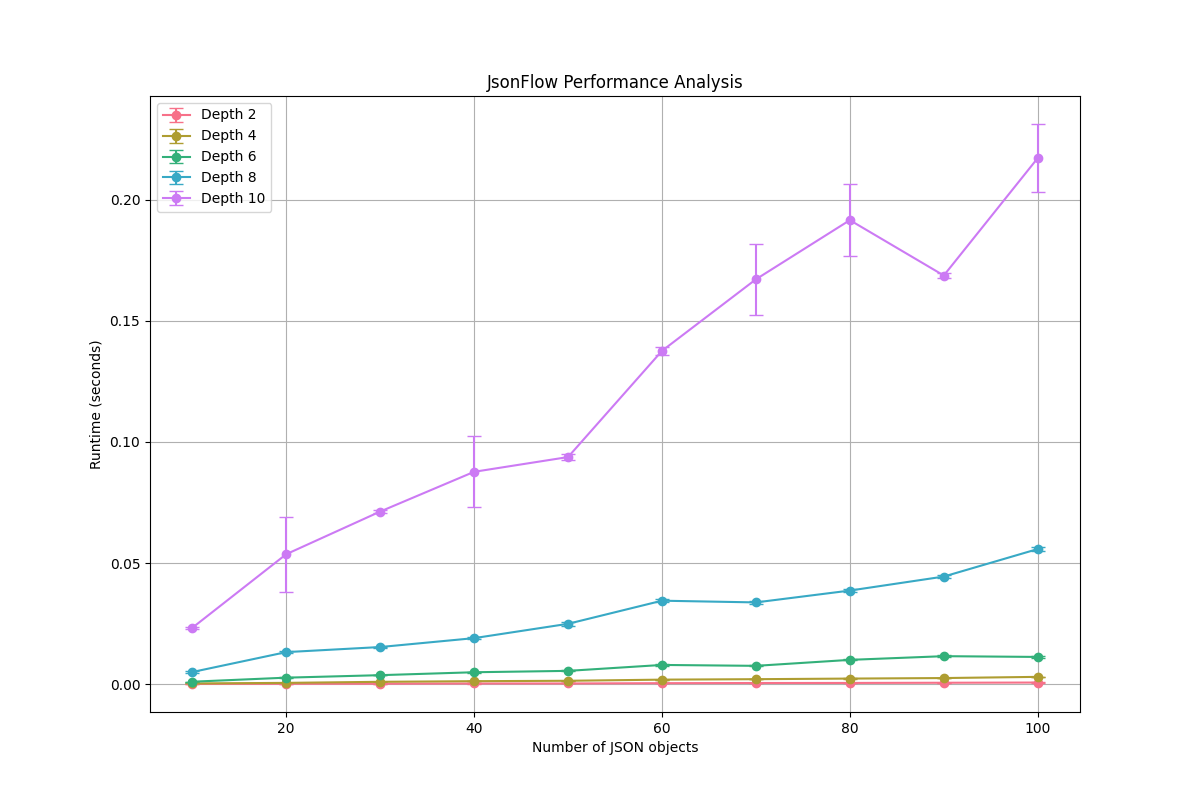 JsonFlow Performance Analysis
Depth 2
Depth 4
Depth 6
Depth 8
Depth 10
Runtime (seconds)
0.20
0.15
0.10
0.05
0.00
20
40
60
80
100
Number of JSON objects